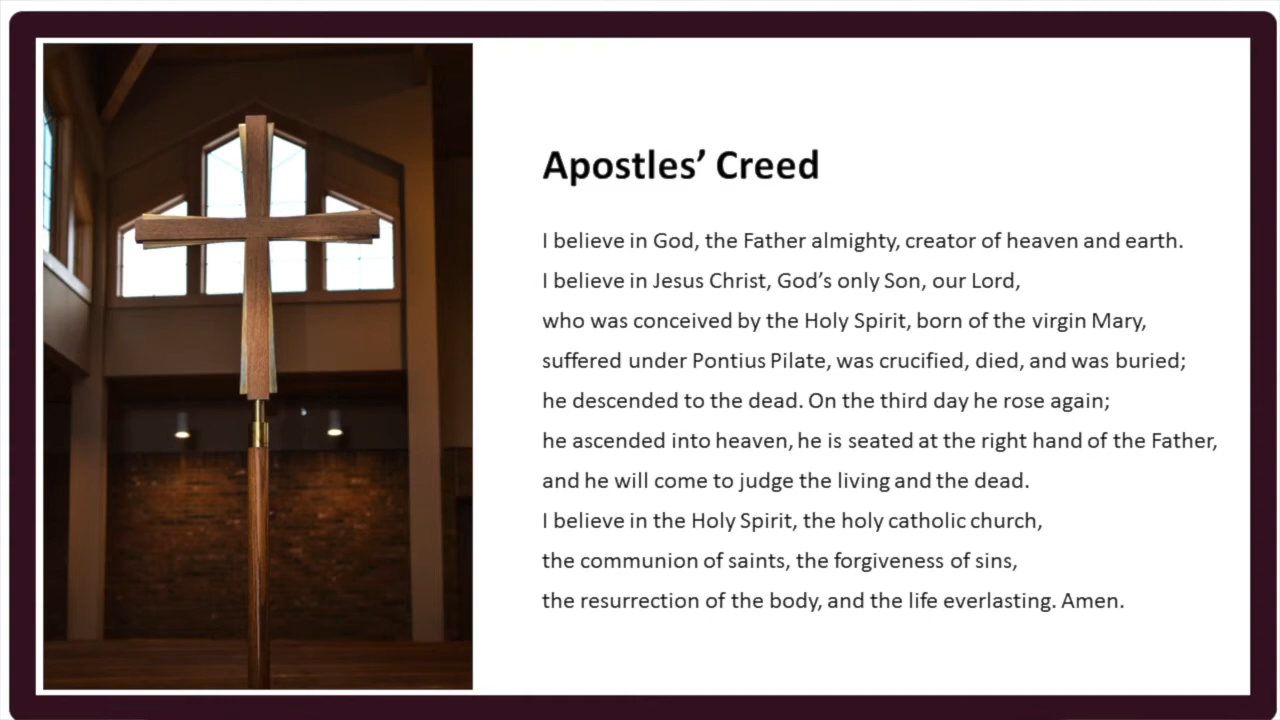 Apostles’ Creed
I believe in God, the Father almighty, creator of heaven and earth.
I believe in Jesus Christ, God’s only Son, our Lord,
who was conceived by the Holy Spirit, born of the virgin Mary,
suffered under Pontius Pilate, was crucified, died, and was buried;
he descended to the dead. On the third day he rose again;
he ascended into heaven, he is seated at the right hand of the Father,
and he will come to judge the living and the dead.
I believe in the Holy Spirit, the holy catholic church,
the communion of saints, the forgiveness of sins,
the resurrection of the body, and the life everlasting. Amen.